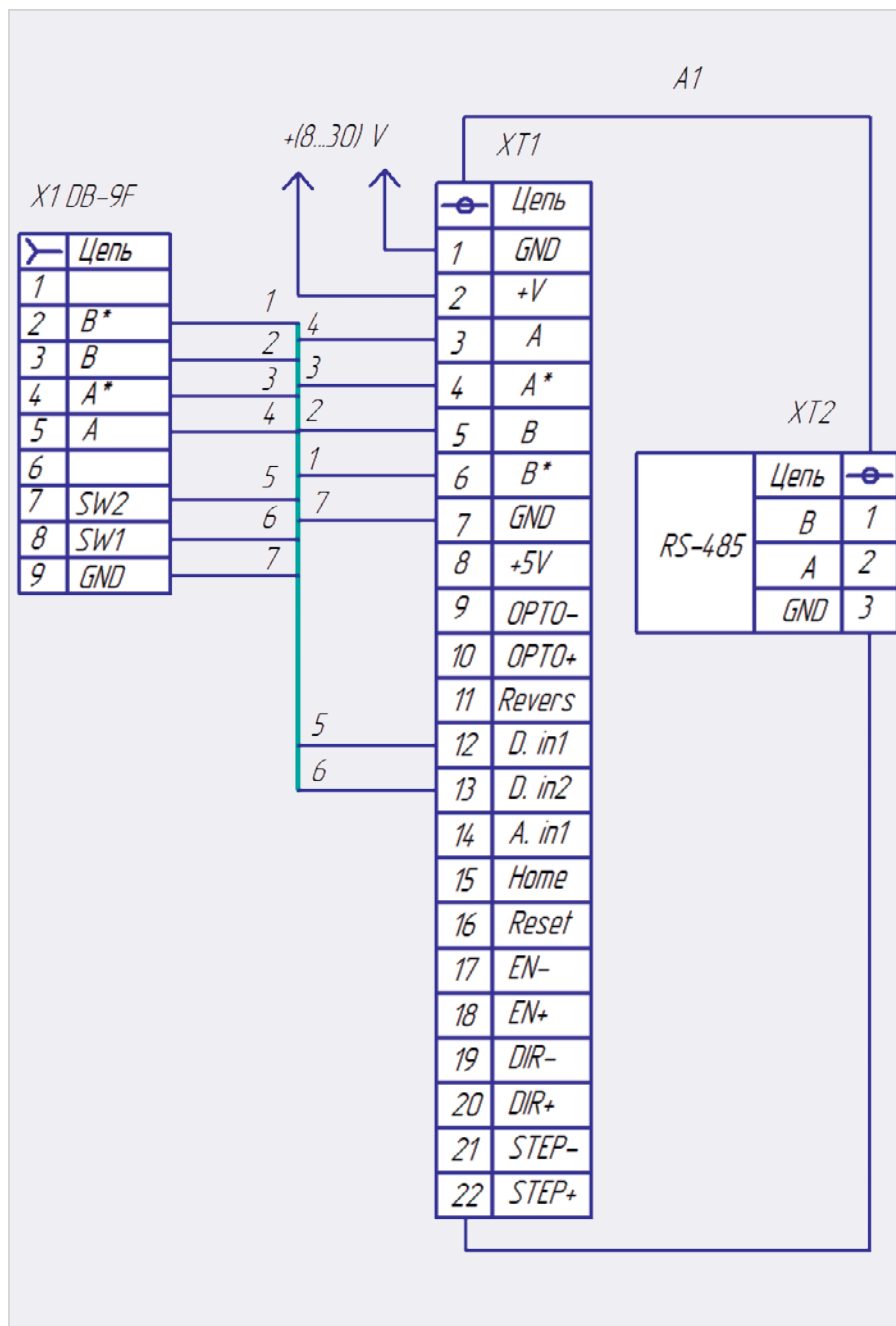 A1
+(8...30) V
XT1
X1 DB-9F
Цепь
1
2 B*
3 B
4 A*
5 A
6
7 SW2
8 SW1
9 GND
1
2
3
4
5
6
7
4
3
2
1
7
5
6
Цепь
1 GND
2 +V
3 A
4 A*
5 B
6 B*
7 GND
8 +5V
9 OPTO-
10 OPTO+
11 Revers
12 D. in1
13 D. in2
14 A. in1
15 Home
16 Reset
17 EN-
18 EN+
19 DIR-
20 DIR+
21 STEP-
22 STEP+
XT2
RS-485
Цепь
B 1
A 2
GND 3